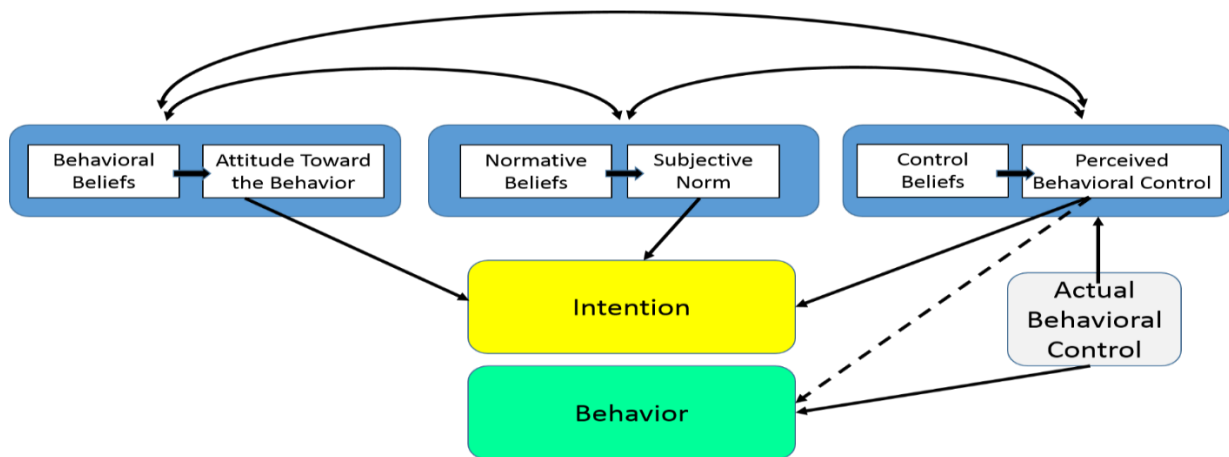 Behavioral
Beliefs
Attitude Toward
the Behavior
Normative
Beliefs
Subjective
Norm
Control
Beliefs
Perceived
Behavioral Control
Intention
Actual
Behavioral
Control
Behavior